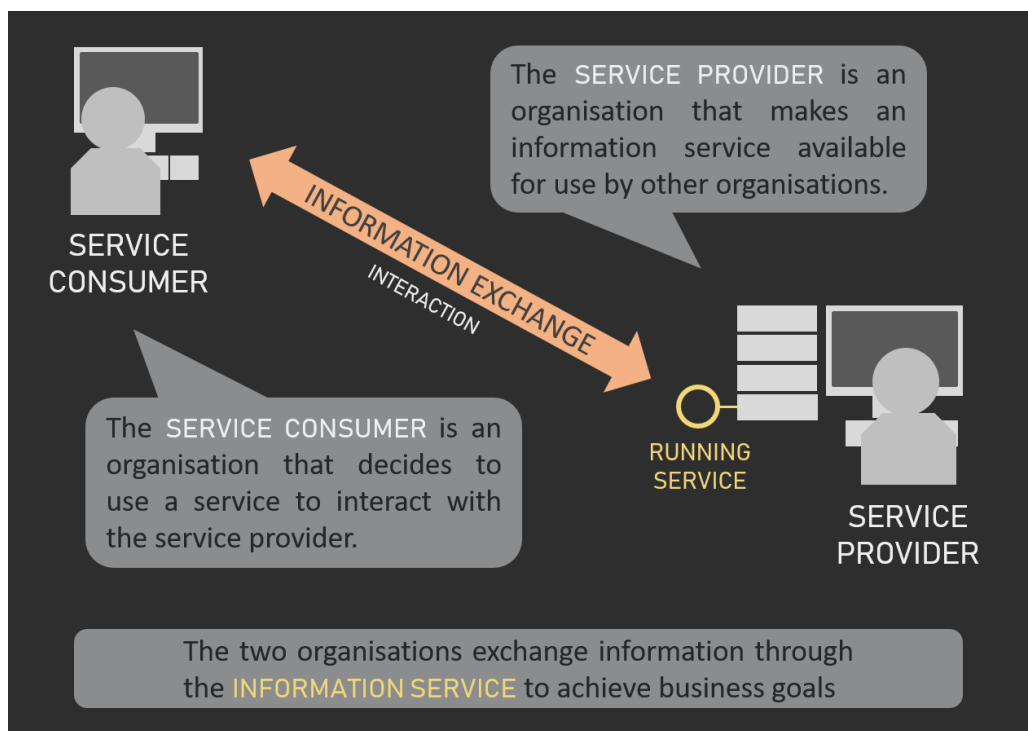 The SERVICE PROVIDER is an
organisation that makes an
information service available
for use by other organisations.
SERVICE
CONSUMER
INFORMATION EXCHANGE
INTERACTION
The SERVICE CONSUMER is an
organisation that decides to
use a service to interact with
the service provider.
RUNNING
SERVICE
SERVICE
PROVIDER
The two organisations exchange information through
the INFORMATION SERVICE to achieve business goals